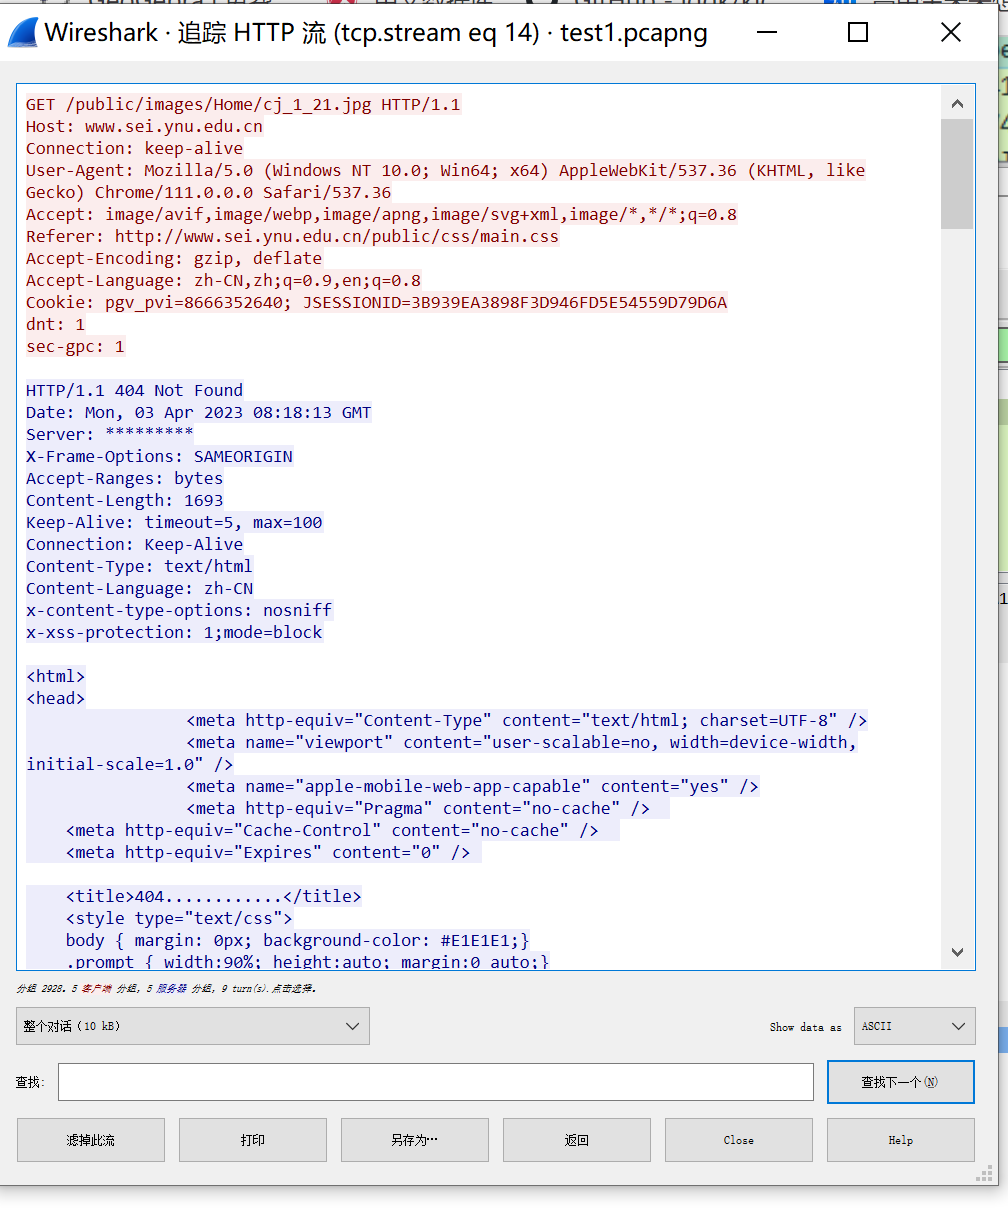 Wireshark · 追踪 HTTP 流 (tcp.stream eq 14) · test1.pcapng
GET /public/images/Home/cj_1_21.jpg HTTP/1.1
Host: www.sei.ynu.edu.cn
Connection: keep-alive
User-Agent: Mozilla/5.0 (Windows NT 10.0; Win64; x64) AppleWebKit/537.36 (KHTML, like
Gecko) Chrome/111.0.0.0 Safari/537.36
Accept: image/avif,image/webp,image/apng,image/svg+xml,image/*,*/*;q=0.8
Referer: http://www.sei.ynu.edu.cn/public/css/main.css
Accept-Encoding: gzip, deflate
Accept-Language: zh-CN,zh;q=0.9,en;q=0.8
Cookie: pgv_pvi=8666352640; JSESSIONID=3B939EA3898F3D946FD5E54559D79D6A
dnt: 1
sec-gpc: 1
HTTP/1.1 404 Not Found
Date: Mon, 03 Apr 2023 08:18:13 GMT
Server: *********
X-Frame-Options: SAMEORIGIN
Accept-Ranges: bytes
Content-Length: 1693
Keep-Alive: timeout=5, max=100
Connection: Keep-Alive
Content-Type: text/html
Content-Language: zh-CN
x-content-type-options: nosniff
x-xss-protection: 1;mode=block
<html>
<head>
<meta http-equiv="Content-Type" content="text/html; charset=UTF-8" />
<meta name="viewport" content="user-scalable=no, width=device-width,
initial-scale=1.0" />
<meta name="apple-mobile-web-app-capable" content="yes" />
<meta http-equiv="Pragma" content="no-cache" />
<meta http-equiv="Cache-Control" content="no-cache" />
<meta http-equiv="Expires" content="0" />
<title>404............</title>
<style type="text/css">
body { margin: 0px; background-color: #E1E1E1;}
.prompt { width:90%; height:auto; margin:0 auto;}
分组 2928。5 客户端 分组, 5 服务器 分组, 9 turn(s).点击选择。
整个对话 (10 kB)
Show data as ASCII
查找:
查找下一个(N)
滤掉此流
打印
另存为…
返回
Close
Help